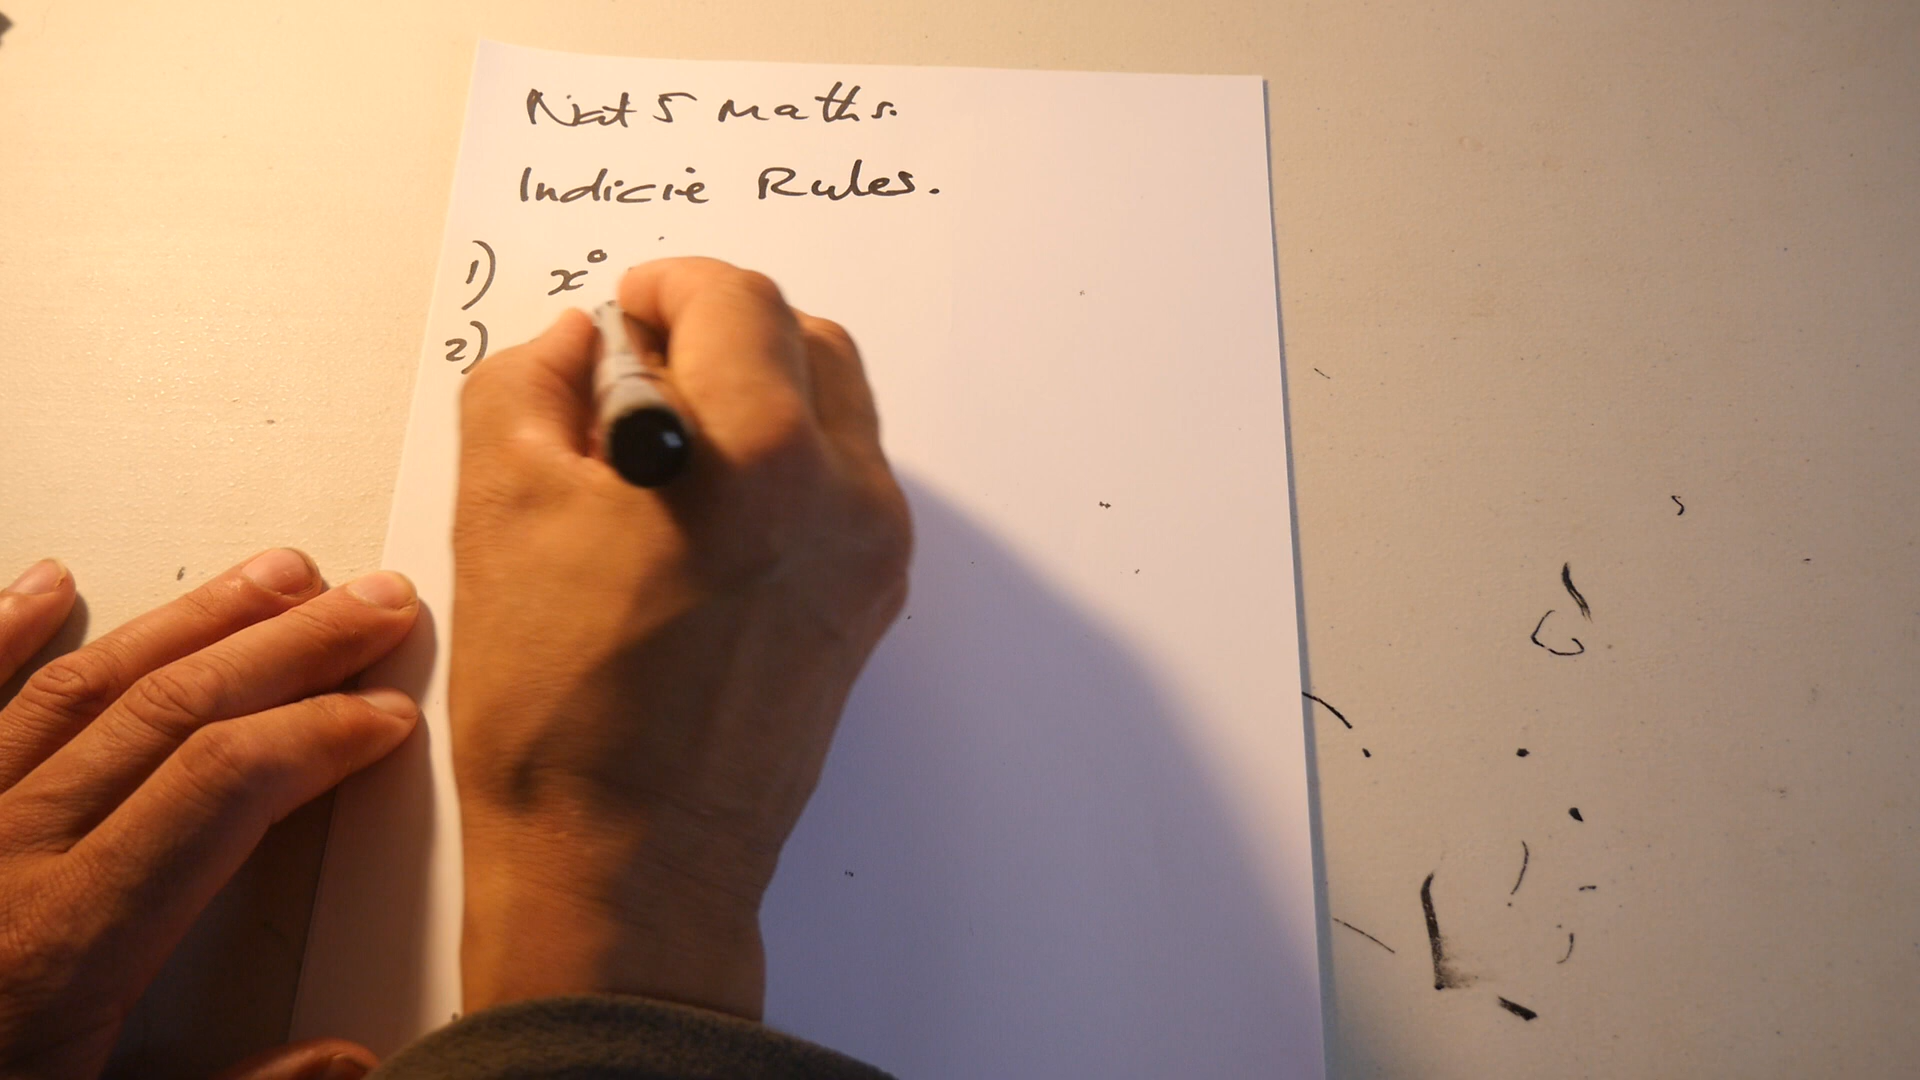 Nat 5 Maths.
Indicie Rules.
1) x⁰
2)